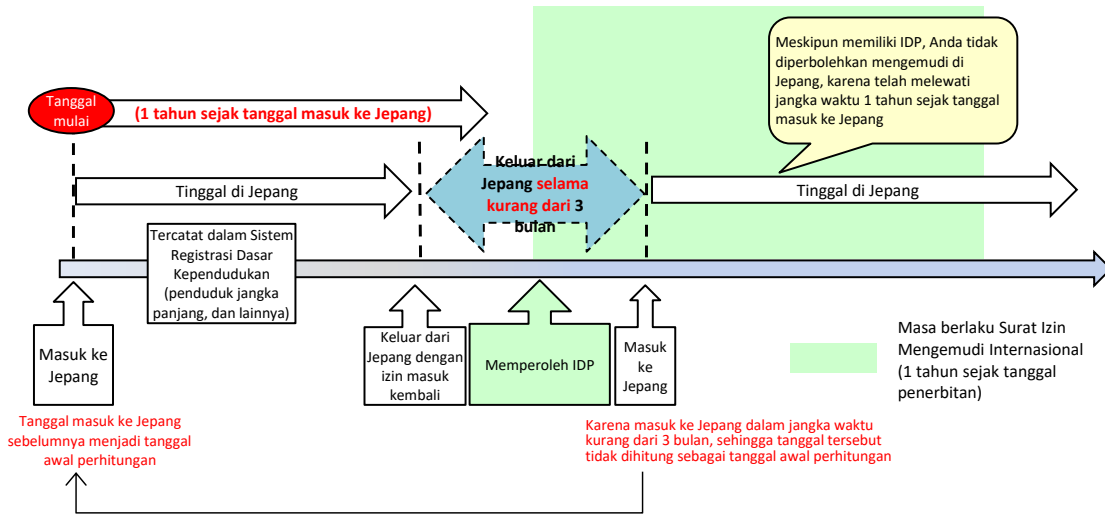 Tanggal
mulai
(1 tahun sejak tanggal masuk ke Jepang)
Meskipun memiliki IDP, Anda tidak
diperbolehkan mengemudi di
Jepang, karena telah melewati
jangka waktu 1 tahun sejak tanggal
masuk ke Jepang
Tinggal di Jepang
Keluar dari
Jepang selama
kurang dari 3
bulan
Tinggal di Jepang
Tercatat dalam Sistem
Registrasi Dasar
Kependudukan
(penduduk jangka
panjang, dan lainnya)
Masuk ke
Jepang
Keluar dari
Jepang dengan
izin masuk
kembali
Memperoleh IDP
Masuk
ke
Jepang
Masa berlaku Surat Izin
Mengemudi Internasional
(1 tahun sejak tanggal
penerbitan)
Tanggal masuk ke Jepang
sebelumnya menjadi tanggal
awal perhitungan
Karena masuk ke Jepang dalam jangka waktu
kurang dari 3 bulan, sehingga tanggal tersebut
tidak dihitung sebagai tanggal awal perhitungan